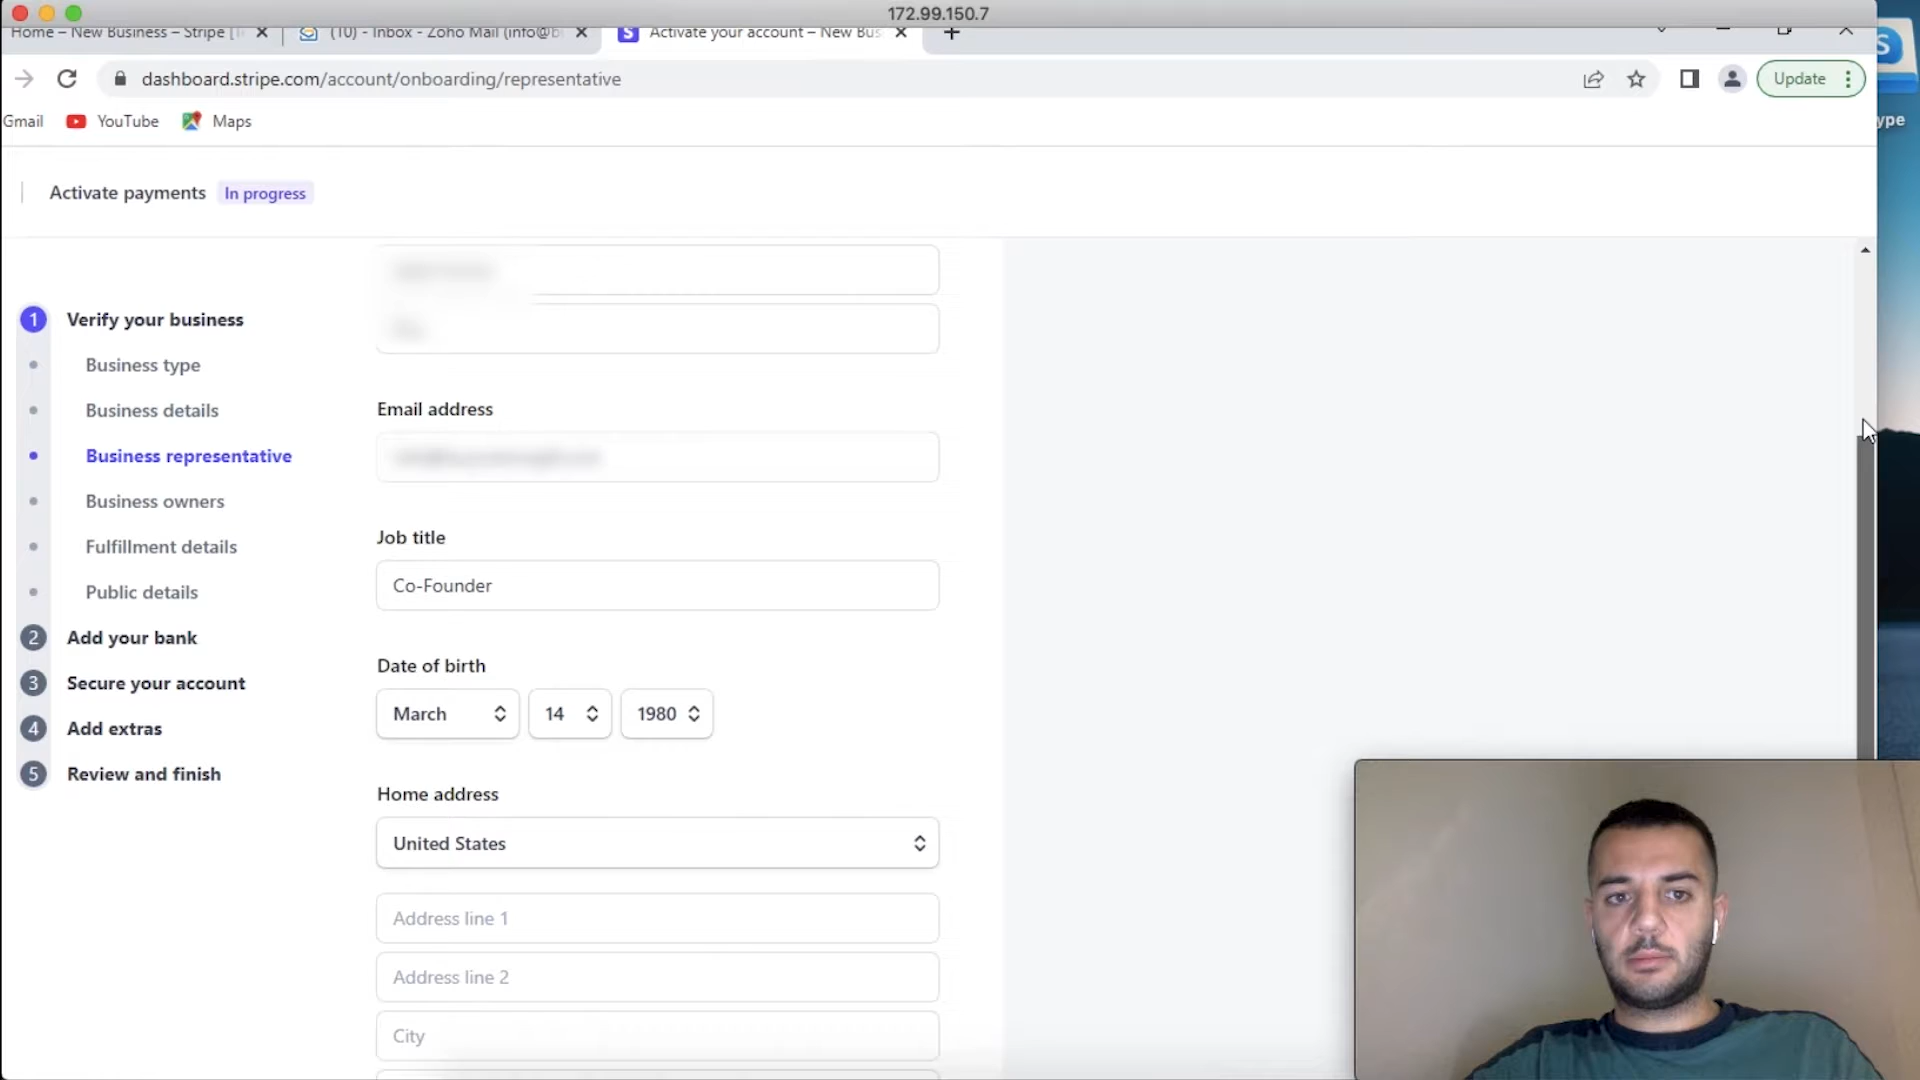 172.99.150.7
Home – New Business – Stripe [T
(10) - Inbox - Zoho Mail (info@b
Activate your account – New Bus
dashboard.stripe.com/account/onboarding/representative
Update
Gmail
YouTube
Maps
ype
Activate payments
In progress
1 Verify your business
Business type
Business details
Business representative
Business owners
Fulfillment details
Public details
2 Add your bank
3 Secure your account
4 Add extras
5 Review and finish
Email address
Job title
Co-Founder
Date of birth
March
14
1980
Home address
United States
Address line 1
Address line 2
City